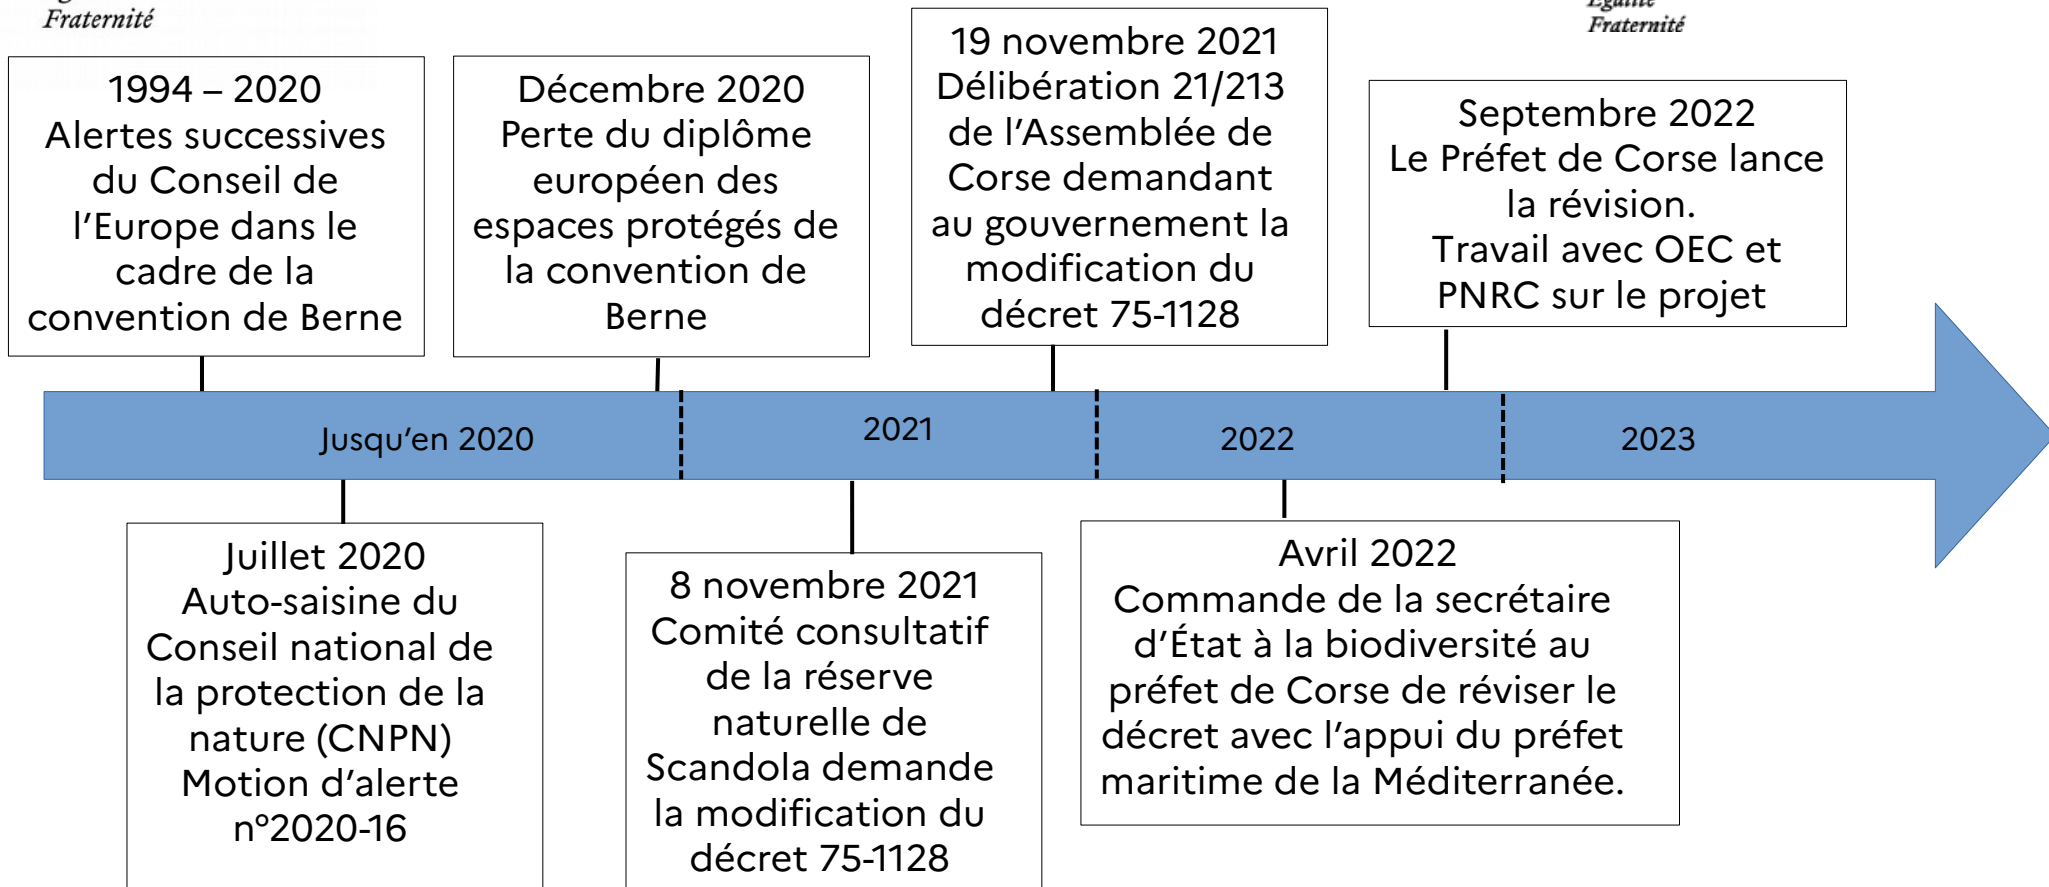 Fraternité
Égalité
Fraternité
1994 – 2020
Alertes successives
du Conseil de
l'Europe dans le
cadre de la
convention de Berne
Décembre 2020
Perte du diplôme
européen des
espaces protégés de
la convention de
Berne
19 novembre 2021
Délibération 21/213
de l'Assemblée de
Corse demandant
au gouvernement la
modification du
décret 75-1128
Septembre 2022
Le Préfet de Corse lance
la révision.
Travail avec OEC et
PNRC sur le projet
Jusqu'en 2020
2021
2022
2023
Juillet 2020
Auto-saisine du
Conseil national de
la protection de la
nature (CNPN)
Motion d'alerte
n°2020-16
8 novembre 2021
Comité consultatif
de la réserve
naturelle de
Scandola demande
la modification du
décret 75-1128
Avril 2022
Commande de la secrétaire
d'État à la biodiversité au
préfet de Corse de réviser le
décret avec l'appui du préfet
maritime de la Méditerranée.